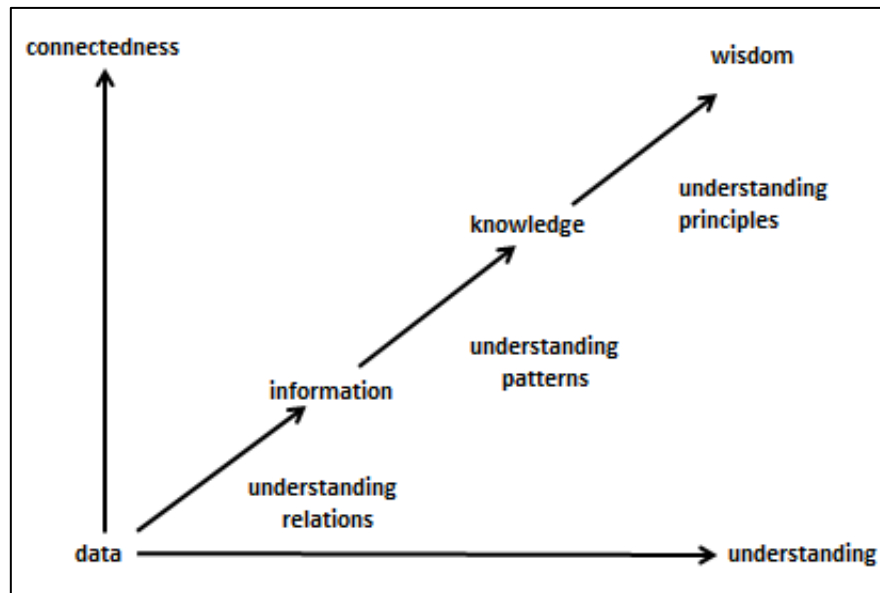 connectedness
wisdom
understanding
principles
knowledge
understanding
patterns
information
understanding
relations
data
understanding